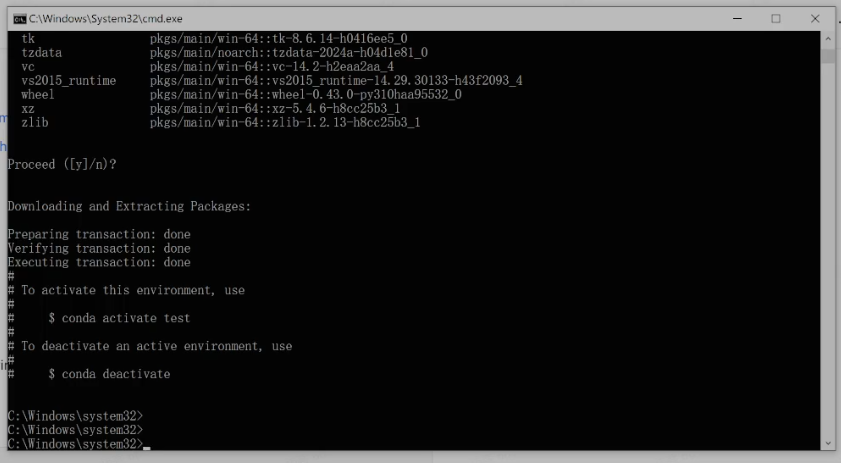 C:\Windows\System32\cmd.exe
tk pkgs/main/win-64::tk-8.6.14-h0416ee5_0
tzdata pkgs/main/noarch::tzdata-2024a-h04d1e81_0
vc pkgs/main/win-64::vc-14.2-h2eaa2aa_4
vs2015_runtime pkgs/main/win-64::vs2015_runtime-14.29.30133-h43f2093_4
wheel pkgs/main/win-64::wheel-0.43.0-py310haa95532_0
xz pkgs/main/win-64::xz-5.4.6-h8cc25b3_1
zlib pkgs/main/win-64::zlib-1.2.13-h8cc25b3_1
Proceed ([y]/n)?
Downloading and Extracting Packages:
Preparing transaction: done
Verifying transaction: done
Executing transaction: done
#
# To activate this environment, use
#
# $ conda activate test
#
# To deactivate an active environment, use
#
# $ conda deactivate
C:\Windows\system32>
C:\Windows\system32>
C:\Windows\system32>